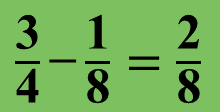 3/4 − 1/8 = 2/8